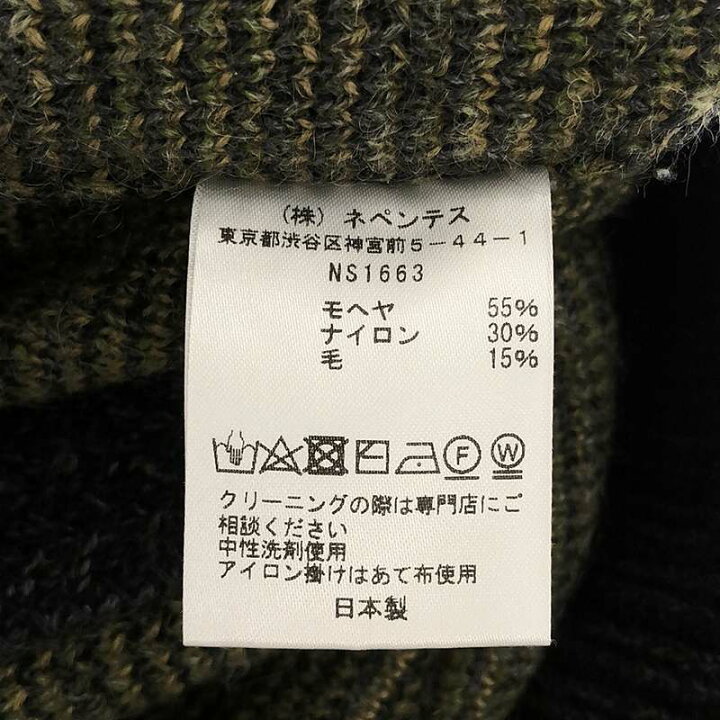 （株）ネペンテス
東京都渋谷区神宮前5-44-1
NS1663
モヘヤ 55%
ナイロン 30%
毛 15%
F W
クリーニングの際は専門店にご
相談ください
中性洗剤使用
アイロン掛けはあて布使用
日本製